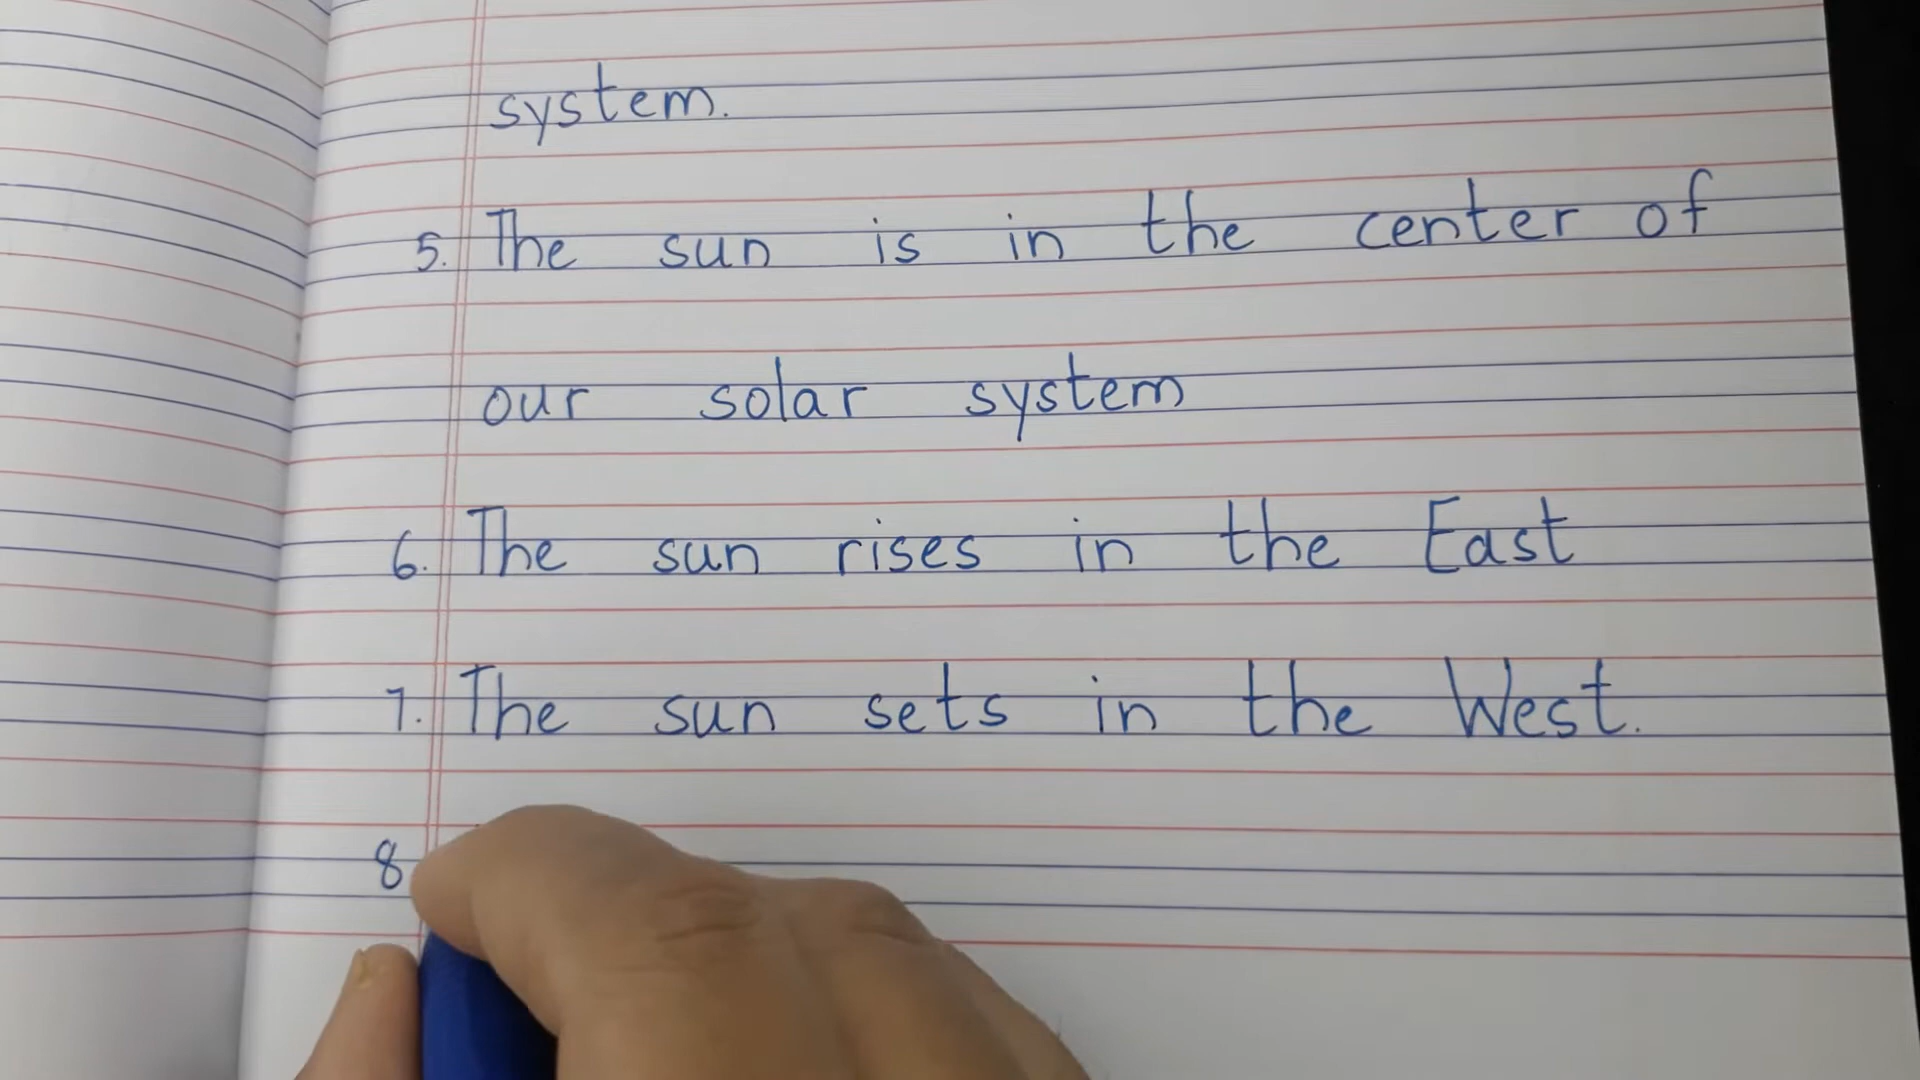 system.
5. The sun is in the center of
our solar system
6. The sun rises in the East
7. The sun sets in the West.
8